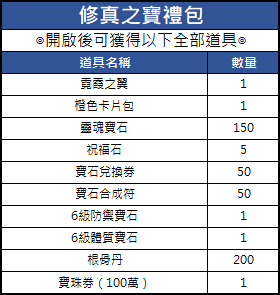 修真之寶禮包
⊙開啟後可獲得以下全部道具⊙
道具名稱 數量
霓霞之翼 1
橙色卡片包 1
靈魂寶石 150
祝福石 5
寶石兌換券 50
寶石合成符 50
6級防禦寶石 1
6級體質寶石 1
根骨丹 200
寶珠券（100萬） 1